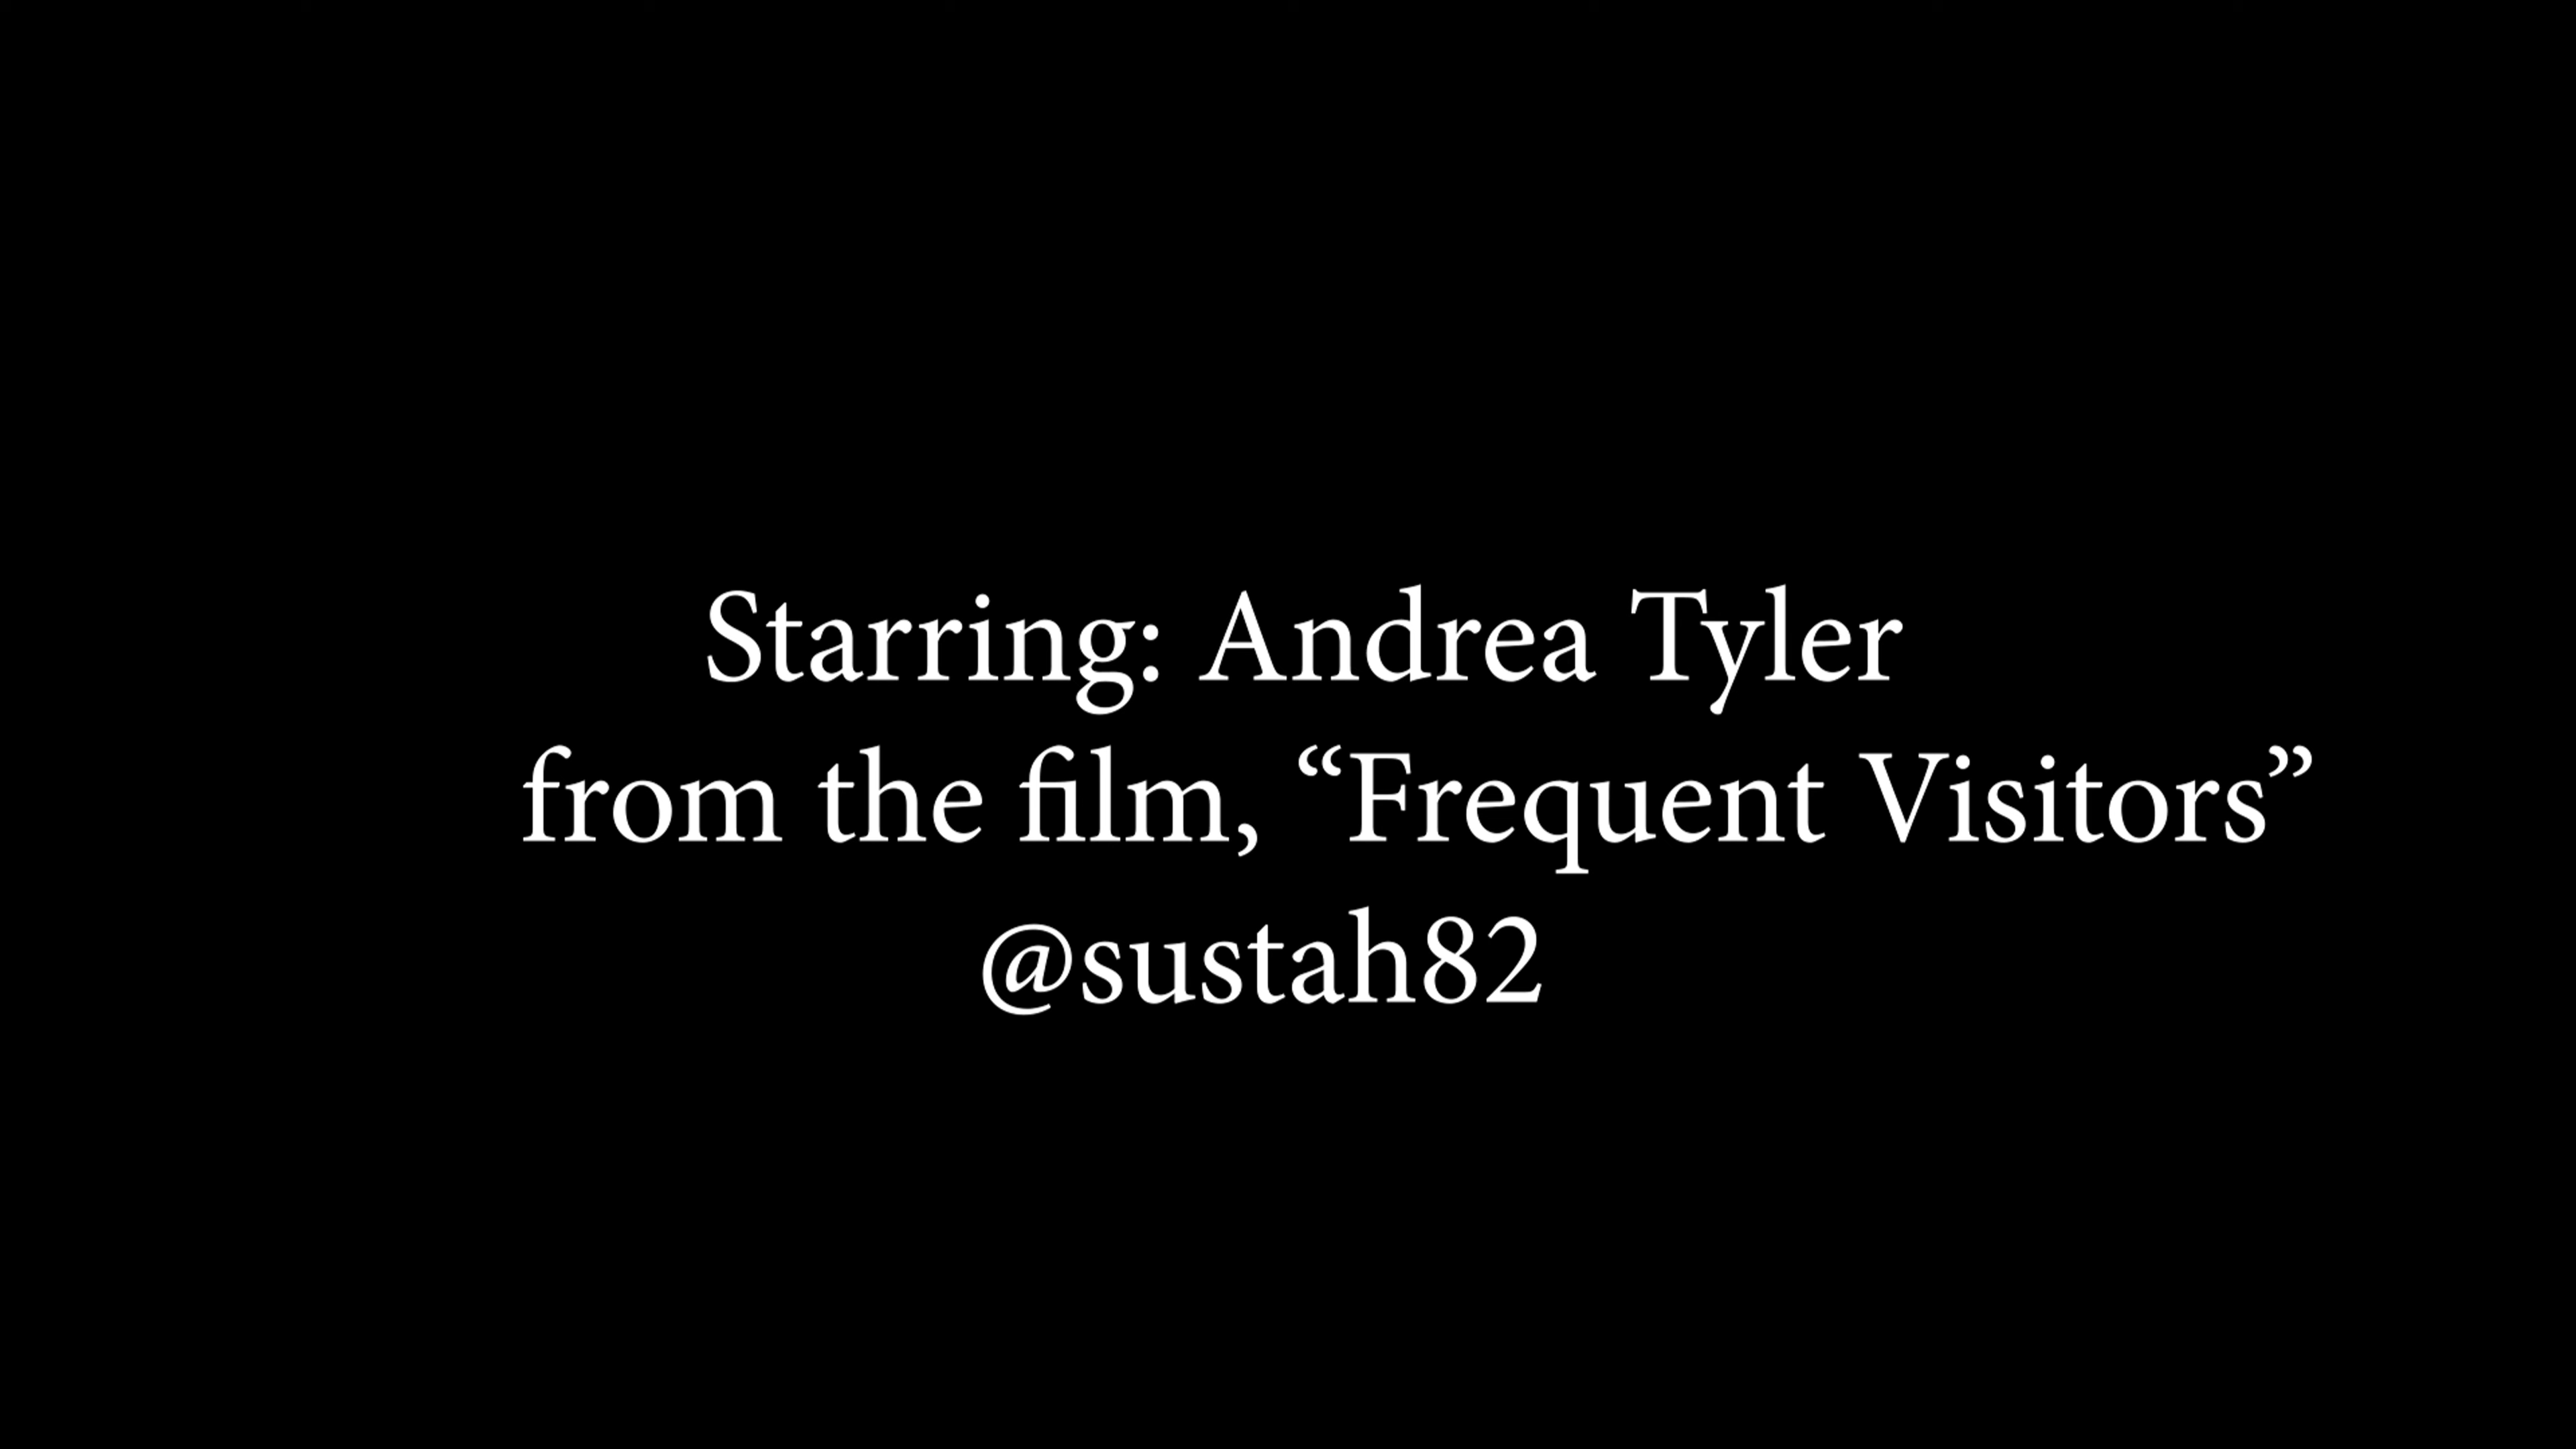 Starring: Andrea Tyler
from the film, “Frequent Visitors”
@sustah82